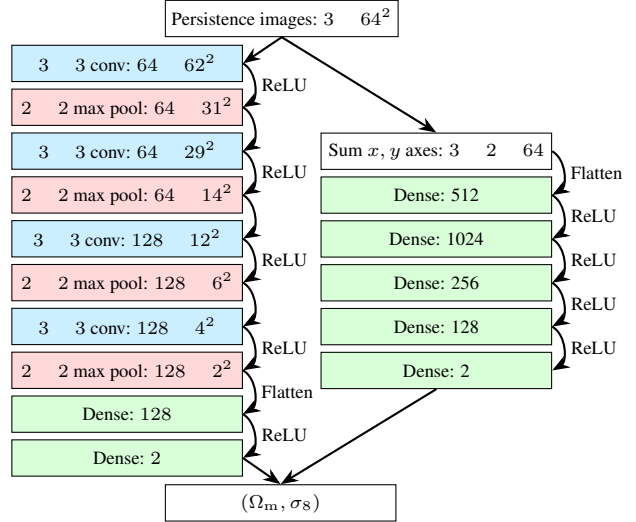 Persistence images: 3 64²
3 3 conv: 64 62²
ReLU
2 2 max pool: 64 31²
3 3 conv: 64 29²
ReLU
2 2 max pool: 64 14²
3 3 conv: 128 12²
ReLU
2 2 max pool: 128 6²
3 3 conv: 128 4²
ReLU
2 2 max pool: 128 2²
Flatten
Dense: 128
ReLU
Dense: 2
Sum x, y axes: 3 2 64
Flatten
Dense: 512
ReLU
Dense: 1024
ReLU
Dense: 256
ReLU
Dense: 128
ReLU
Dense: 2
(Ωₘ, σ₈)